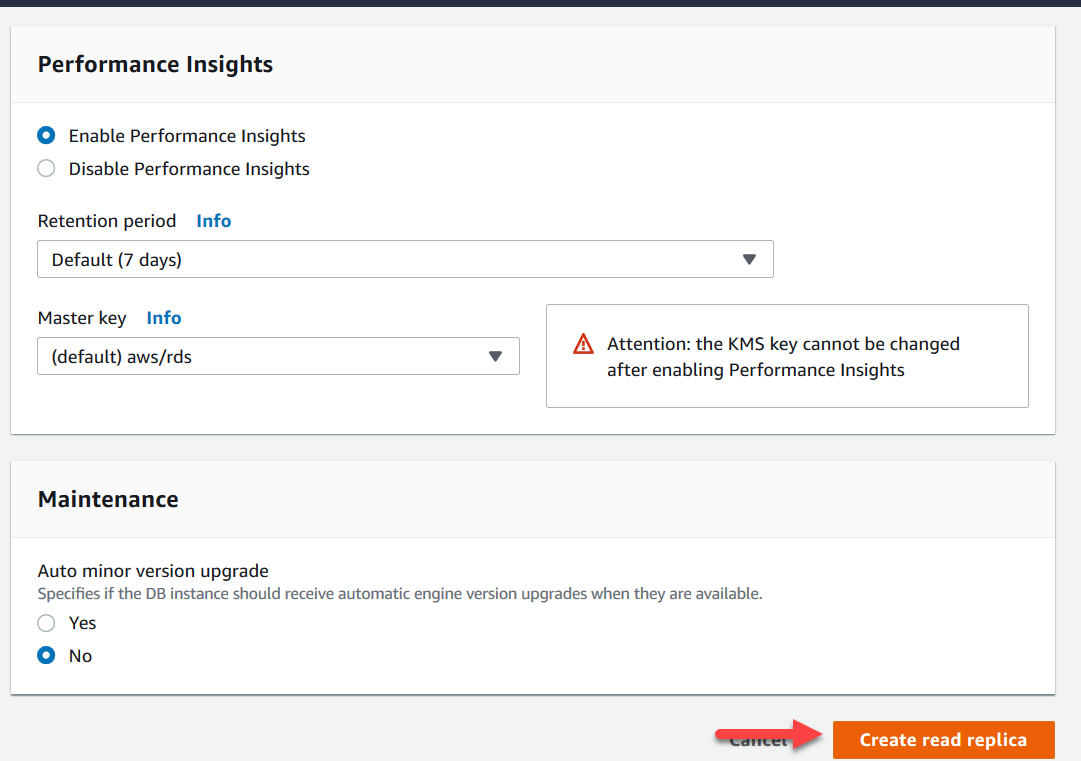 Performance Insights
Enable Performance Insights
Disable Performance Insights
Retention period Info
Default (7 days)
Master key Info
(default) aws/rds
Attention: the KMS key cannot be changed
after enabling Performance Insights
Maintenance
Auto minor version upgrade
Specifies if the DB instance should receive automatic engine version upgrades when they are available.
Yes
No
Cancel
Create read replica